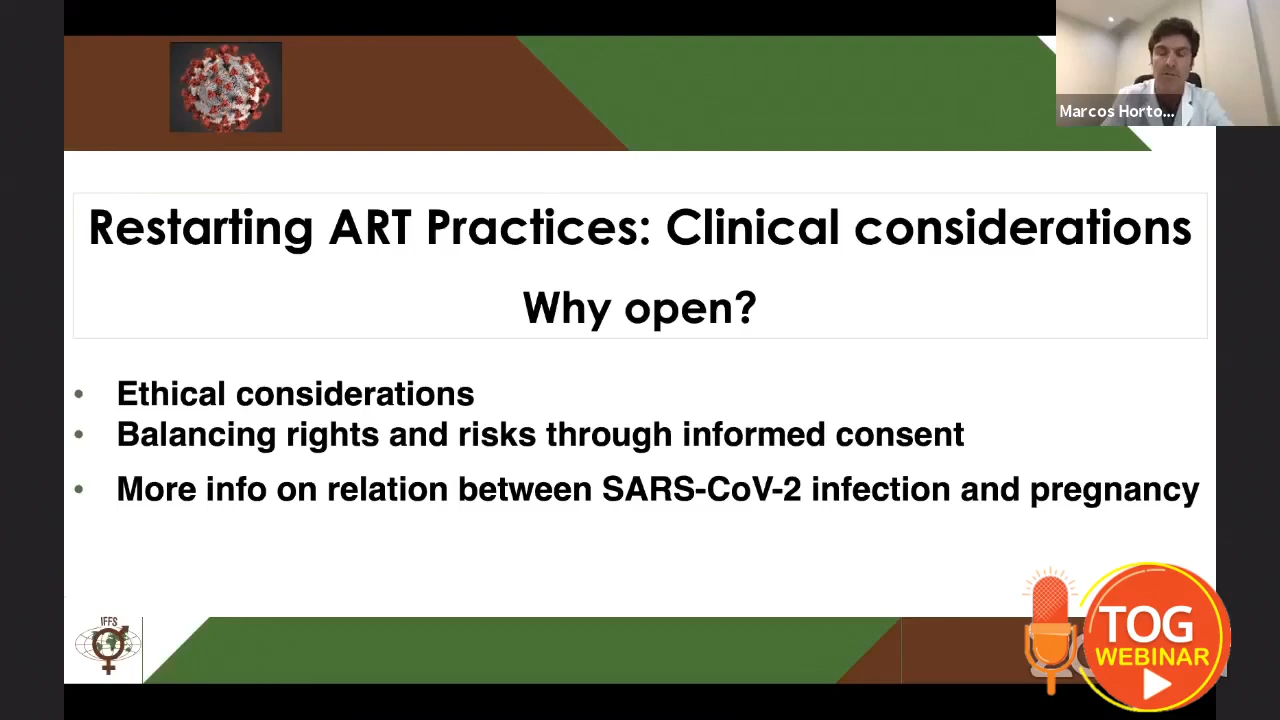 Marcos Horto...
Restarting ART Practices: Clinical considerations
Why open?
• Ethical considerations
• Balancing rights and risks through informed consent
• More info on relation between SARS-CoV-2 infection and pregnancy
IFFS
TOG
WEBINAR